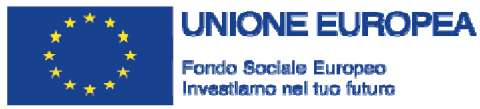 UNIONE EUROPEA
Fondo Sociale Europeo
Investiamo nel tuo futuro